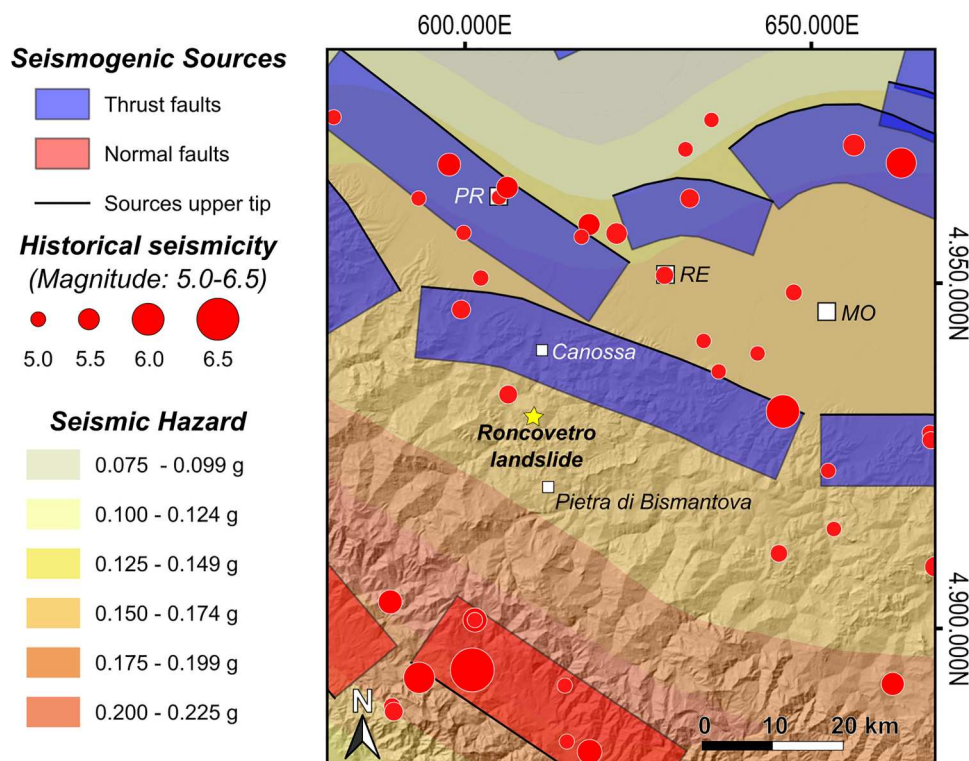 600.000E
650.000E
Seismogenic Sources
Thrust faults
Normal faults
Sources upper tip
Historical seismicity
(Magnitude: 5.0-6.5)
5.0
5.5
6.0
6.5
Seismic Hazard
0.075 - 0.099 g
0.100 - 0.124 g
0.125 - 0.149 g
0.150 - 0.174 g
0.175 - 0.199 g
0.200 - 0.225 g
PR
RE
MO
Canossa
Roncovetro
landslide
Pietra di Bismantova
4.950.000N
4.900.000N
N
0 10 20 km